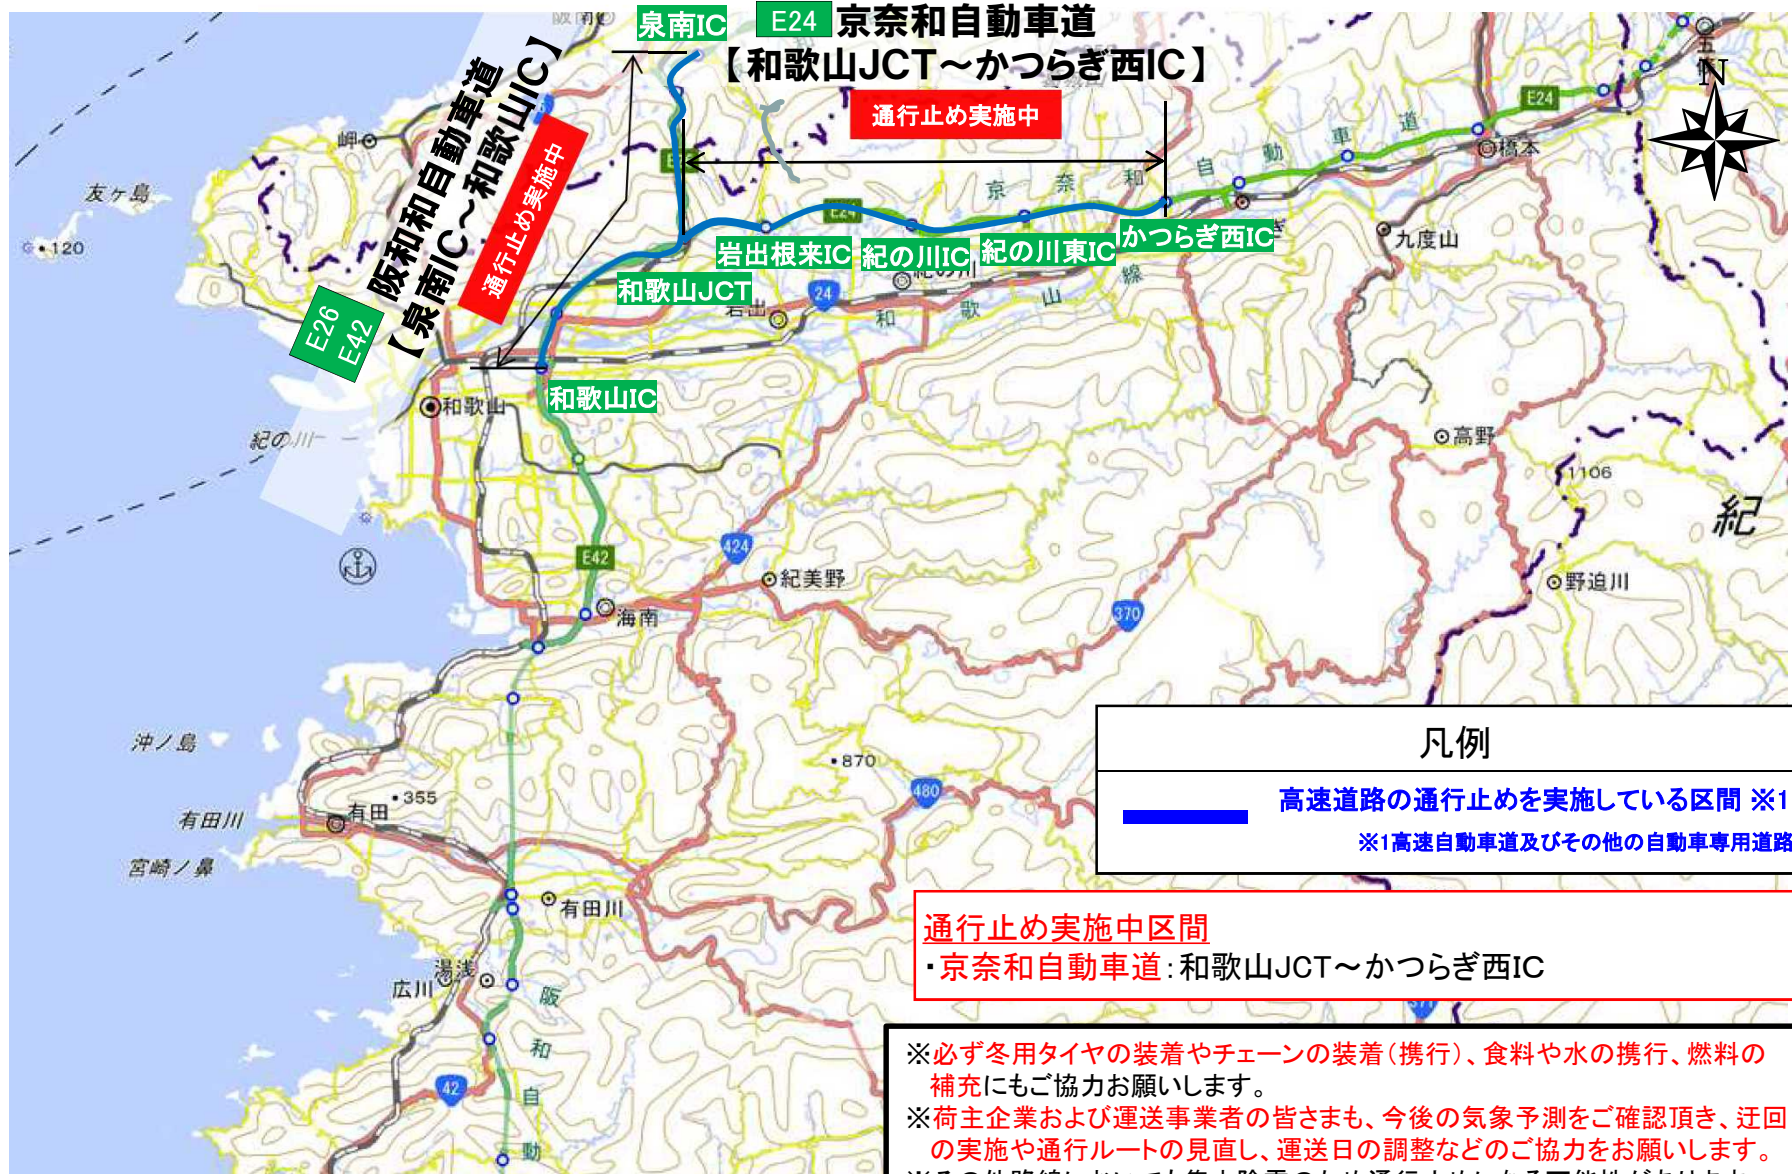 泉南IC
E24 京奈和自動車道
【和歌山JCT～かつらぎ西IC】
通行止め実施中
阪和和自動車道
【泉南IC～和歌山IC】
通行止め実施中
E26
E42
N
五
岬
友ヶ島
120
E24
橋本
京奈和自動車道
E24
岩出根来IC
紀の川IC
紀の川東IC
かつらぎ西IC
九度山
和歌山JCT
紀の川
岩出
24
和歌山線
和歌山IC
和歌山
紀の川
高野
1106
紀
424
E42
紀美野
野迫川
海南
370
沖ノ島
870
480
355
有田
有田川
宮崎ノ鼻
有田川
湯浅
広川
阪和自動
42
凡例
高速道路の通行止めを実施している区間 ※1
※1高速自動車道及びその他の自動車専用道路
通行止め実施中区間
・京奈和自動車道：和歌山JCT～かつらぎ西IC
※必ず冬用タイヤの装着やチェーンの装着（携行）、食料や水の携行、燃料の
補充にもご協力お願いします。
※荷主企業および運送事業者の皆さまも、今後の気象予測をご確認頂き、迂回
の実施や通行ルートの見直し、運送日の調整などのご協力をお願いします。